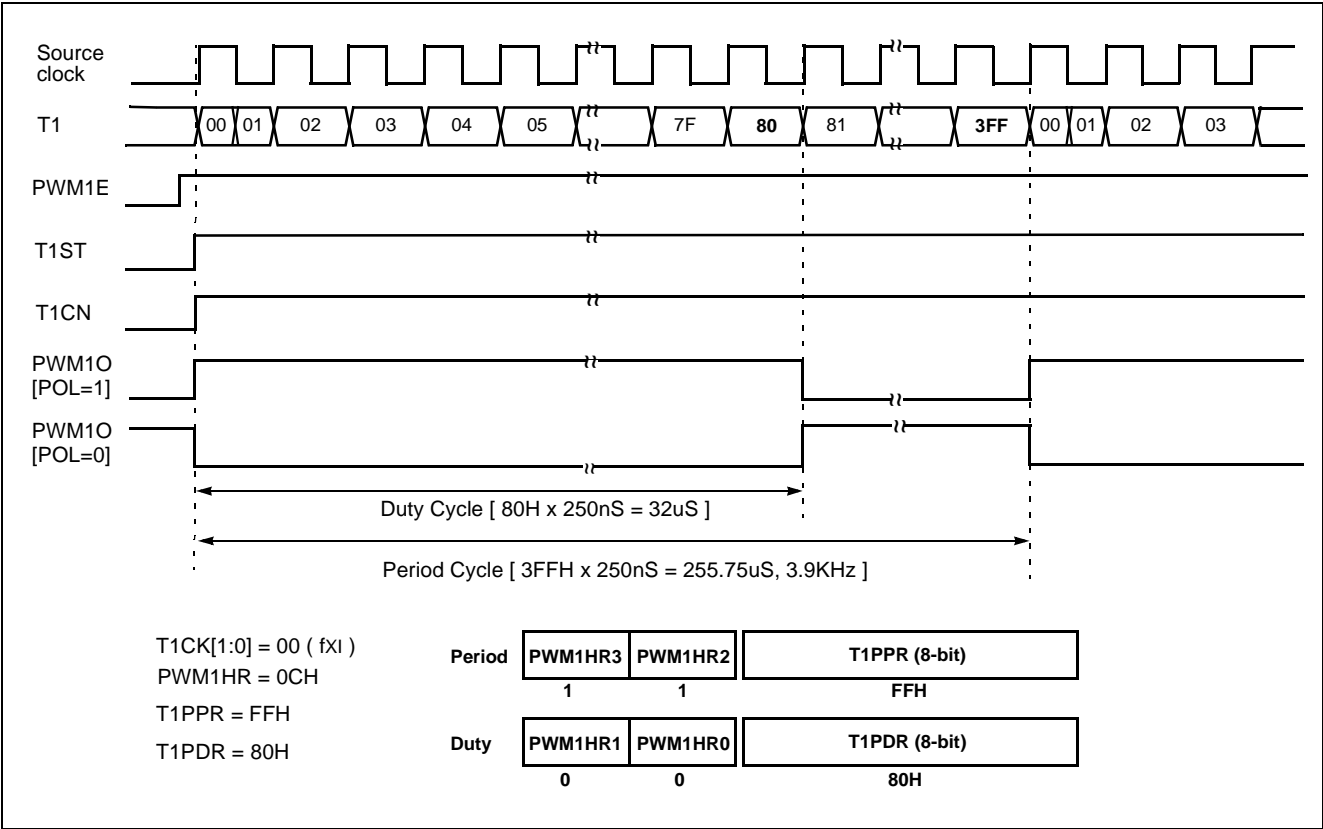 Source
clock
T1 00 01 02 03 04 05 7F 80 81 3FF 00 01 02 03
PWM1E
T1ST
T1CN
PWM1O
[POL=1]
PWM1O
[POL=0]
Duty Cycle [ 80H x 250nS = 32uS ]
Period Cycle [ 3FFH x 250nS = 255.75uS, 3.9KHz ]
T1CK[1:0] = 00 ( fXI )
PWM1HR = 0CH
T1PPR = FFH
T1PDR = 80H
Period PWM1HR3 PWM1HR2 T1PPR (8-bit)
1 1 FFH
Duty PWM1HR1 PWM1HR0 T1PDR (8-bit)
0 0 80H